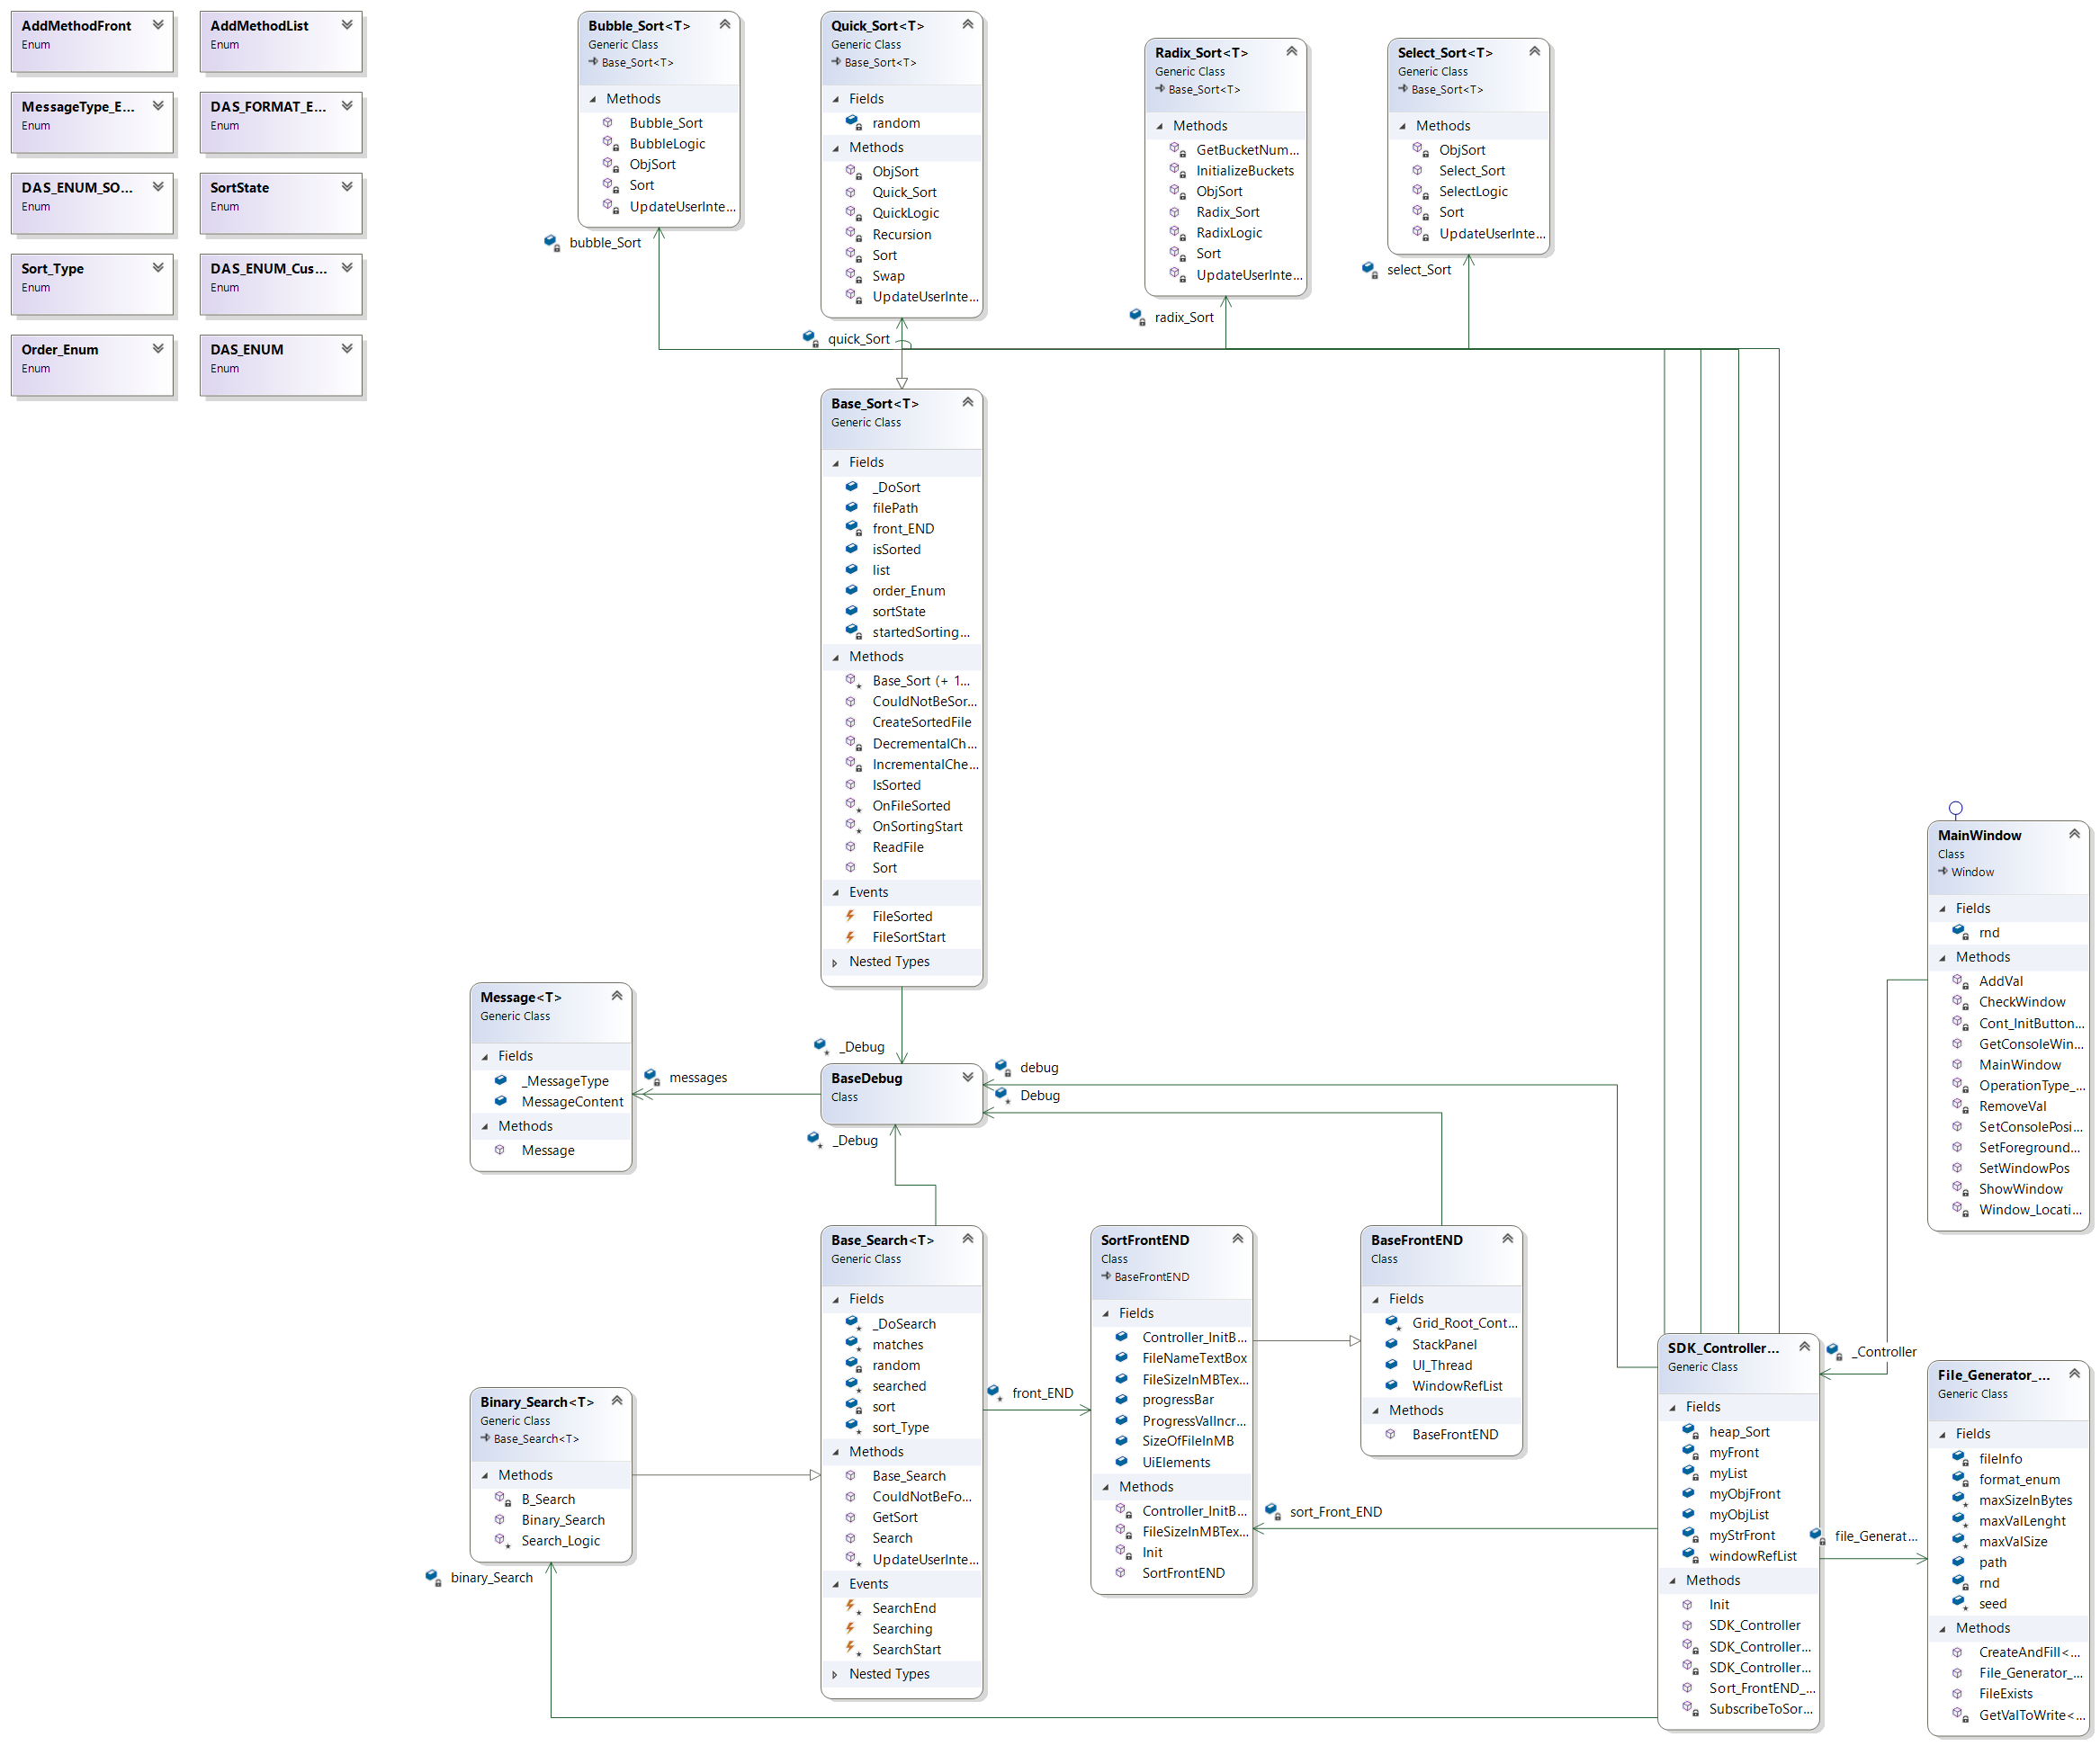 AddMethodFront
Enum
AddMethodList
Enum
MessageType_E...
Enum
DAS_FORMAT_E...
Enum
DAS_ENUM_SO...
Enum
SortState
Enum
Sort_Type
Enum
DAS_ENUM_Cus...
Enum
Order_Enum
Enum
DAS_ENUM
Enum
Bubble_Sort<T>
Generic Class
Base_Sort<T>
Methods
Bubble_Sort
BubbleLogic
ObjSort
Sort
UpdateUserInte...
bubble_Sort
Quick_Sort<T>
Generic Class
Base_Sort<T>
Fields
random
Methods
ObjSort
Quick_Sort
QuickLogic
Recursion
Sort
Swap
UpdateUserInte...
quick_Sort
Radix_Sort<T>
Generic Class
Base_Sort<T>
Methods
GetBucketNum...
InitializeBuckets
ObjSort
Radix_Sort
RadixLogic
Sort
UpdateUserInte...
radix_Sort
Select_Sort<T>
Generic Class
Base_Sort<T>
Methods
ObjSort
Select_Sort
SelectLogic
Sort
UpdateUserInte...
select_Sort
Base_Sort<T>
Generic Class
Fields
_DoSort
filePath
front_END
isSorted
list
order_Enum
sortState
startedSorting...
Methods
Base_Sort (+ 1...
CouldNotBeSor...
CreateSortedFile
DecrementalCh...
IncrementalChe...
IsSorted
OnFileSorted
OnSortingStart
ReadFile
Sort
Events
FileSorted
FileSortStart
Nested Types
MainWindow
Class
Window
Fields
rnd
Methods
AddVal
CheckWindow
Cont_InitButton...
GetConsoleWin...
MainWindow
OperationType_...
RemoveVal
SetConsolePosi...
SetForeground...
SetWindowPos
ShowWindow
Window_Locati...
Message<T>
Generic Class
Fields
_MessageType
MessageContent
Methods
Message
messages
_Debug
BaseDebug
Class
debug
Debug
_Debug
Base_Search<T>
Generic Class
Fields
_DoSearch
matches
random
searched
sort
sort_Type
Methods
Base_Search
CouldNotBeFo...
GetSort
Search
UpdateUserInte...
Events
SearchEnd
Searching
SearchStart
Nested Types
front_END
SortFrontEND
Class
BaseFrontEND
Fields
Controller_InitB...
FileNameTextBox
FileSizeInMBTex...
progressBar
ProgressValIncr...
SizeOfFileInMB
UiElements
Methods
Controller_InitB...
FileSizeInMBTex...
Init
SortFrontEND
BaseFrontEND
Class
Fields
Grid_Root_Cont...
StackPanel
UI_Thread
WindowRefList
Methods
BaseFrontEND
sort_Front_END
Binary_Search<T>
Generic Class
Base_Search<T>
Methods
B_Search
Binary_Search
Search_Logic
binary_Search
SDK_Controller...
Generic Class
Fields
heap_Sort
myFront
myList
myObjFront
myObjList
myStrFront
windowRefList
Methods
Init
SDK_Controller
SDK_Controller...
SDK_Controller...
Sort_FrontEND_...
SubscribeToSor...
_Controller
file_Generat...
File_Generator_...
Generic Class
Fields
fileInfo
format_enum
maxSizeInBytes
maxValLenght
maxValSize
path
rnd
seed
Methods
CreateAndFill<...
File_Generator_...
FileExists
GetValToWrite<...